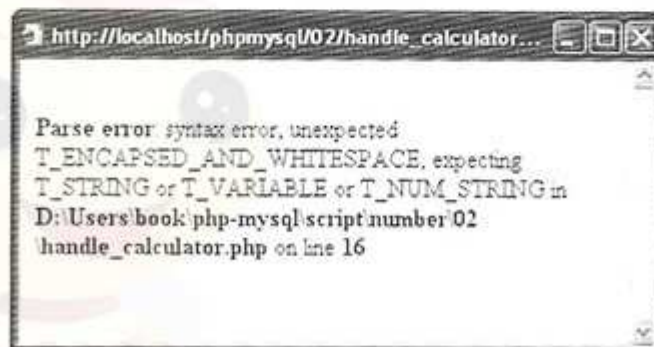 http://localhost/phpmysql/02/handle_calculator...
Parse error: syntax error, unexpected
T_ENCAPSED_AND_WHITESPACE, expecting
T_STRING or T_VARIABLE or T_NUM_STRING in
D:\Users\book\php-mysql\script\number\02
\handle_calculator.php on line 16